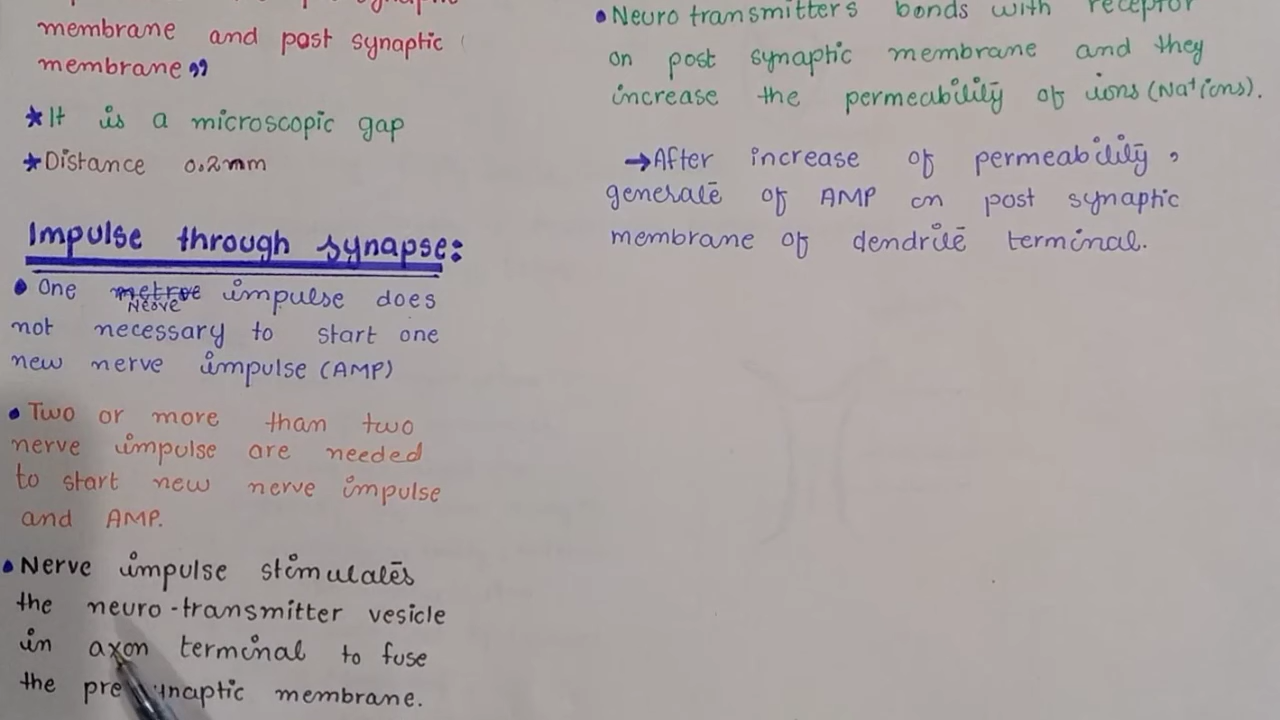 synaptic
membrane and post synaptic
membrane"
*It is a microscopic gap
*Distance 0.2mm
Impulse through synapse:
• One metrve impulse does
Nerve
not necessary to start one
new nerve impulse (AMP)
• Two or more than two
nerve impulse are needed
to start new nerve impulse
and AMP.
• Nerve impulse stimulates
the neuro-transmitter vesicle
in axon terminal to fuse
the pre synaptic membrane.
• Neuro transmitters bonds with receptor
on post synaptic membrane and they
increase the permeability of ions (Na⁺ ions).
→ After increase of permeability,
generate of AMP on post synaptic
membrane of dendrite terminal.